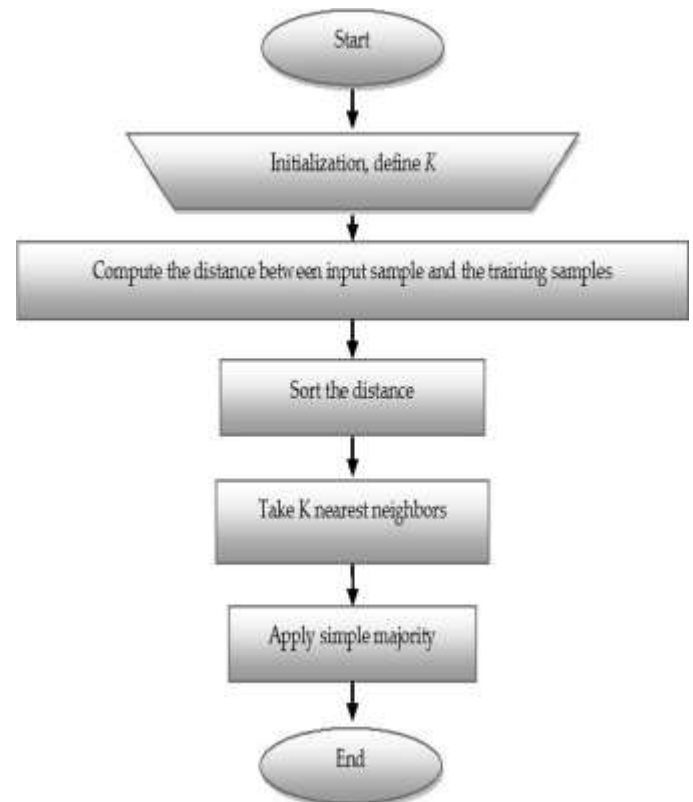 Start
Initialization, define K
Compute the distance between input sample and the training samples
Sort the distance
Take K nearest neighbors
Apply simple majority
End